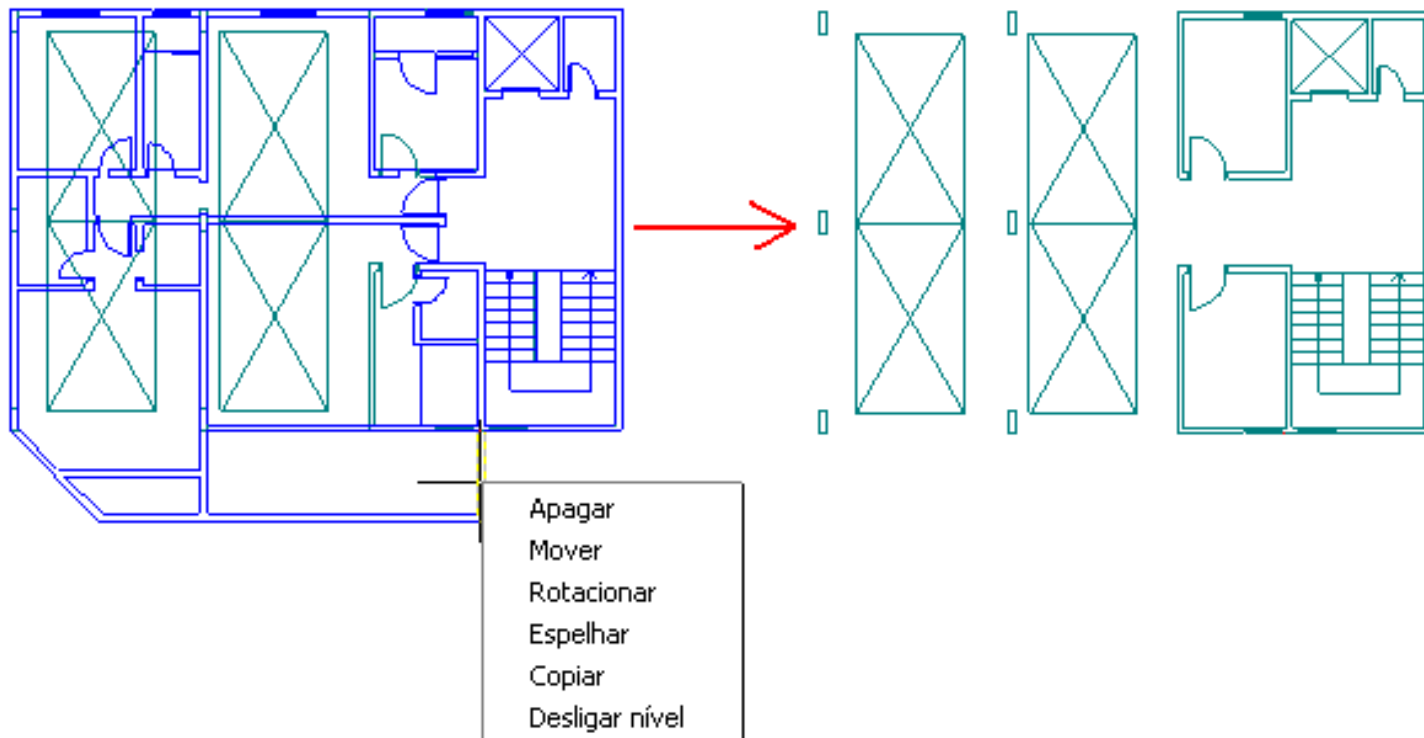 Apagar
Mover
Rotacionar
Espelhar
Copiar
Desligar nível